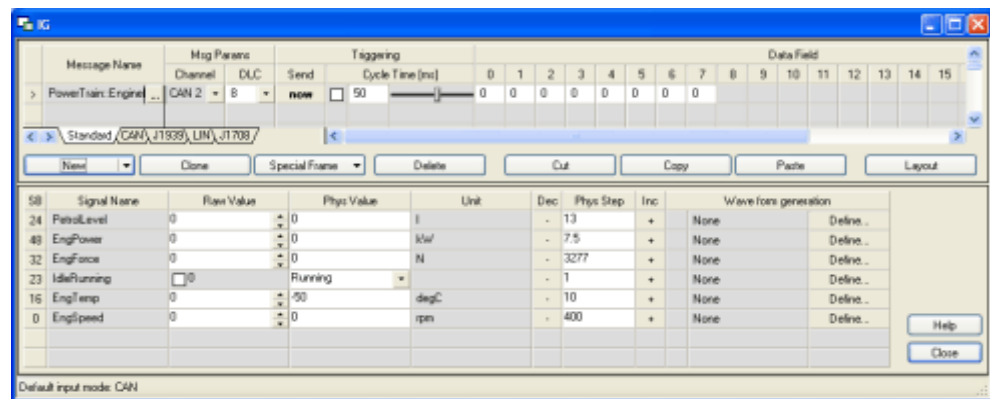 IG
Message Name Msg Params Triggering Data Field
Channel DLC Send Cycle Time [ms] 0 1 2 3 4 5 6 7 8 9 10 11 12 13 14 15
> PowerTrain::EngineI ... CAN 2 8 now 50 0 0 0 0 0 0 0 0
Standard CAN J1939 LIN J1708
New Clone Special Frame Delete Cut Copy Paste Layout
SB Signal Name Raw Value Phys Value Unit Dec Phys Step Inc Wave form generation
24 PetrolLevel 0 0 l - 13 + None Define...
48 EngPower 0 0 kW - 7.5 + None Define...
32 EngForce 0 0 N - 3277 + None Define...
23 IdleRunning 0 Running - 1 + None Define...
16 EngTemp 0 -50 degC - 10 + None Define...
0 EngSpeed 0 0 rpm - 400 + None Define...
Help
Close
Default input mode: CAN